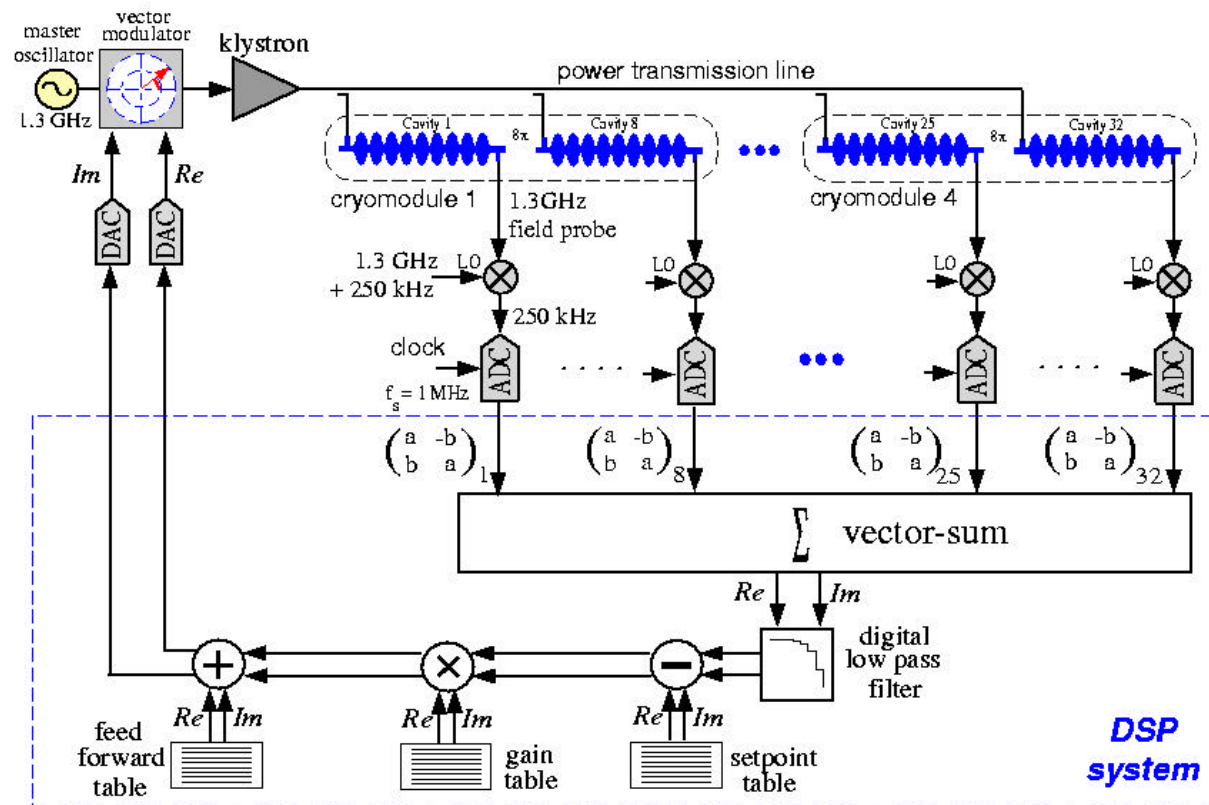 vector
modulator
master
oscillator
klystron
1.3 GHz
power transmission line
Cavity 1
8x
Cavity 8
Cavity 25
8x
Cavity 32
Im
Re
cryomodule 1
1.3GHz
field probe
cryomodule 4
DAC
DAC
1.3 GHz
+ 250 kHz
LO
LO
LO
LO
250 kHz
clock
f_s = 1 MHz
ADC
ADC
ADC
ADC
(a -b
b a)1
(a -b
b a)8
(a -b
b a)25
(a -b
b a)32
Σ vector-sum
Re Im
digital
low pass
filter
+
×
−
Re Im
Re Im
Re Im
feed
forward
table
gain
table
setpoint
table
DSP
system